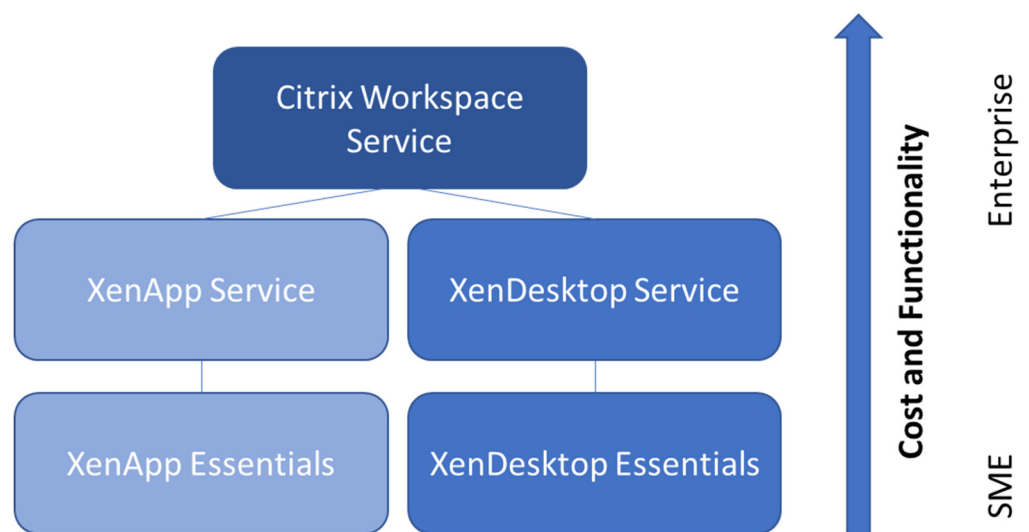 Citrix Workspace
Service
XenApp Service
XenDesktop Service
XenApp Essentials
XenDesktop Essentials
Cost and Functionality
Enterprise
SME